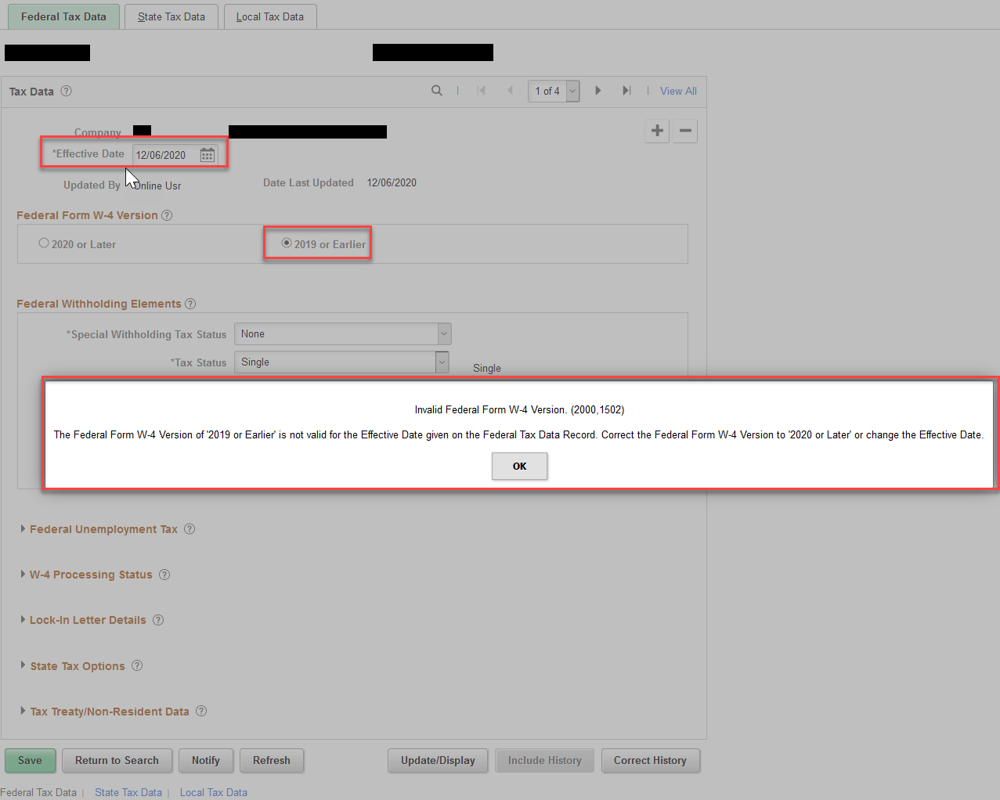 Federal Tax Data State Tax Data Local Tax Data
Tax Data 1 of 4 View All
Company
*Effective Date 12/06/2020
Updated By Online Usr Date Last Updated 12/06/2020
Federal Form W-4 Version
2020 or Later 2019 or Earlier
Federal Withholding Elements
*Special Withholding Tax Status None
*Tax Status Single Single
Invalid Federal Form W-4 Version. (2000,1502)
The Federal Form W-4 Version of '2019 or Earlier' is not valid for the Effective Date given on the Federal Tax Data Record. Correct the Federal Form W-4 Version to '2020 or Later' or change the Effective Date.
OK
Federal Unemployment Tax
W-4 Processing Status
Lock-In Letter Details
State Tax Options
Tax Treaty/Non-Resident Data
Save Return to Search Notify Refresh Update/Display Include History Correct History
Federal Tax Data | State Tax Data | Local Tax Data